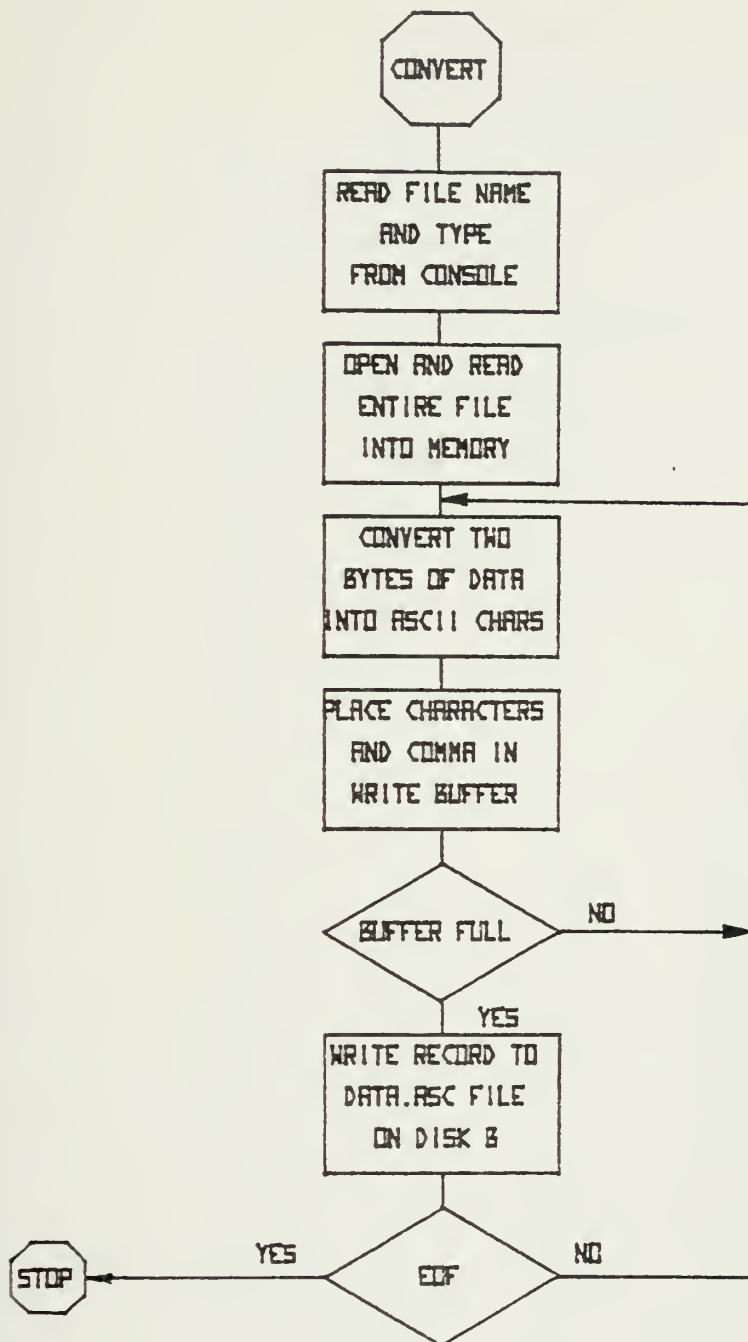 CONVERT
READ FILE NAME
AND TYPE
FROM CONSOLE
OPEN AND READ
ENTIRE FILE
INTO MEMORY
CONVERT TWO
BYTES OF DATA
INTO ASCII CHARS
PLACE CHARACTERS
AND COMMA IN
WRITE BUFFER
BUFFER FULL
NO
YES
WRITE RECORD TO
DATA.ASC FILE
ON DISK B
YES
NO
STOP
EOF